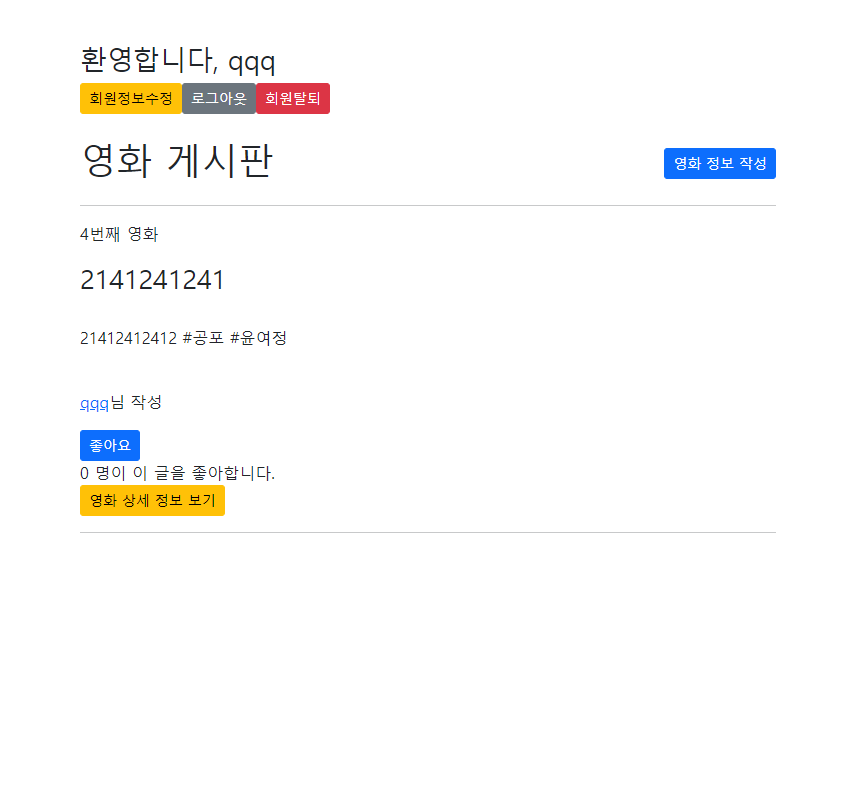 환영합니다, qqq
회원정보수정 로그아웃 회원탈퇴
영화 게시판 영화 정보 작성
4번째 영화
2141241241
21412412412 #공포 #윤여정
qqq님 작성
좋아요
0 명이 이 글을 좋아합니다.
영화 상세 정보 보기